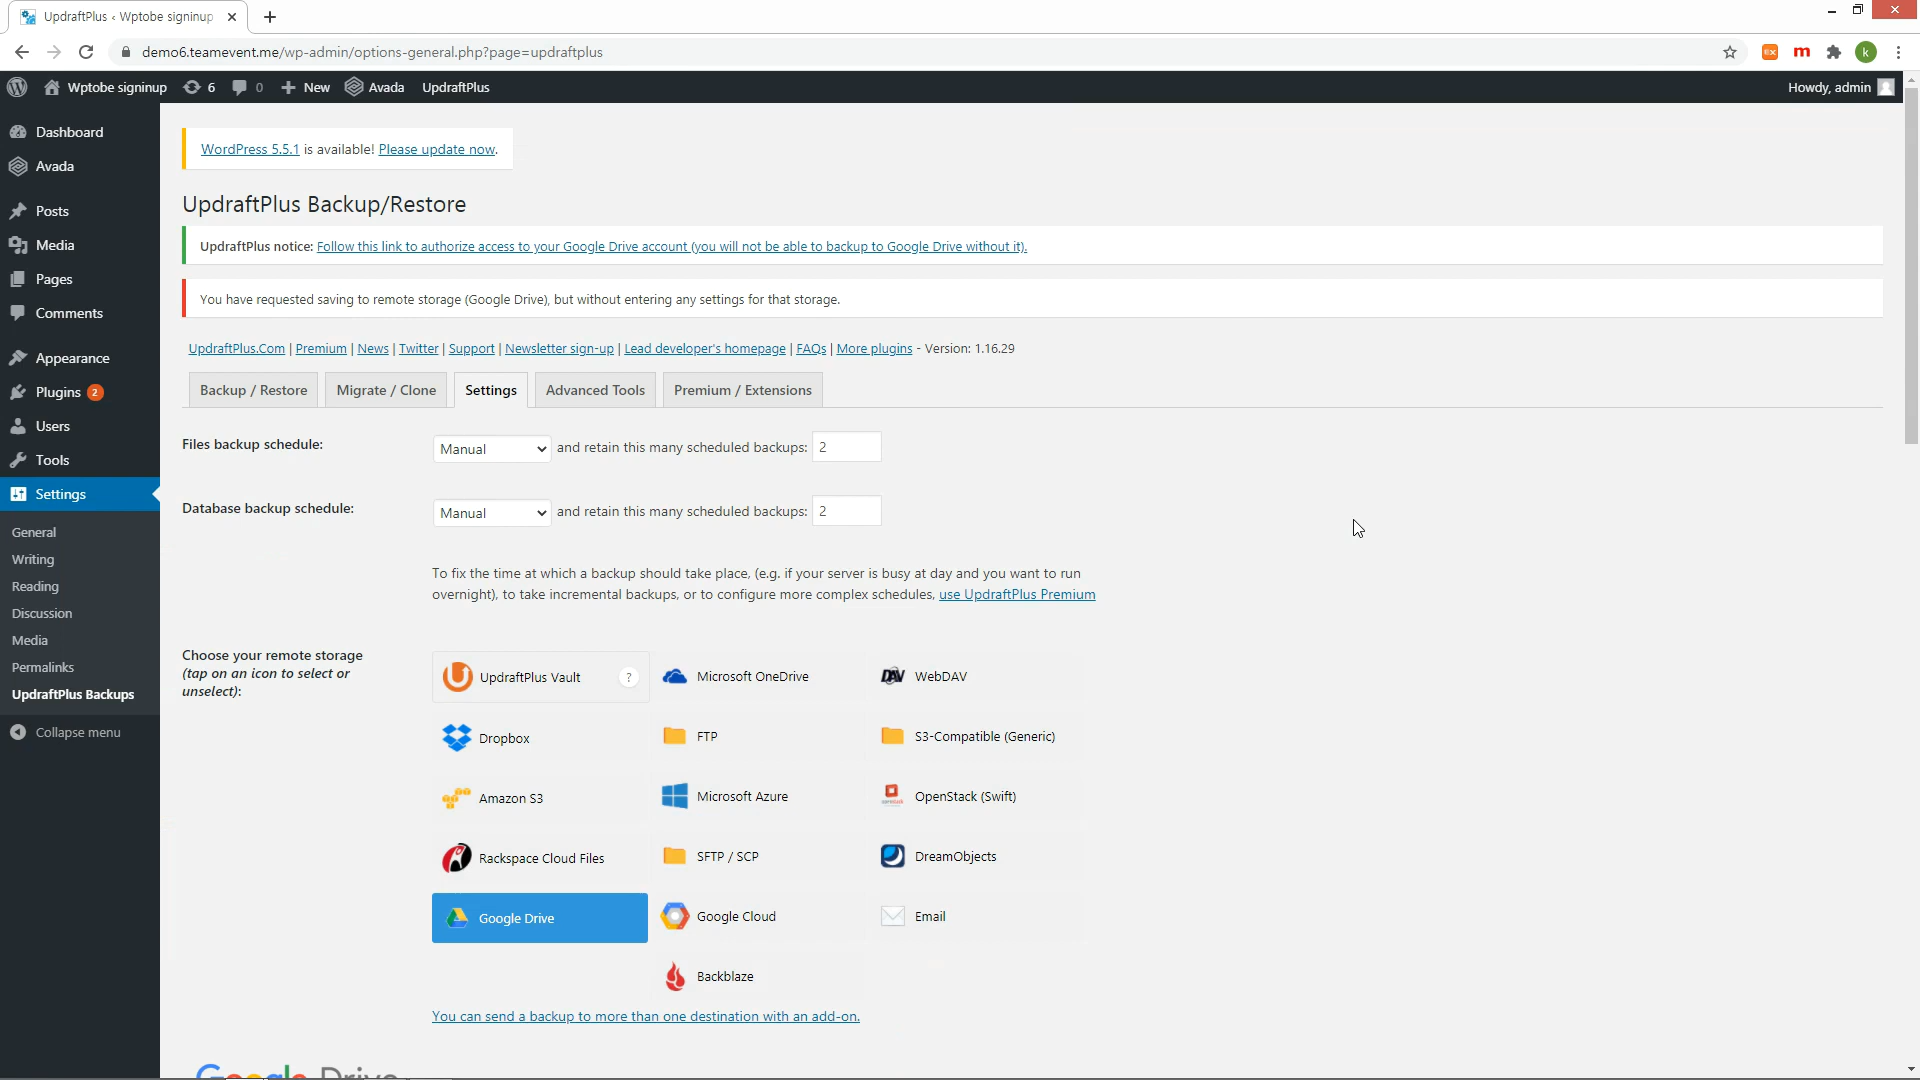 UpdraftPlus ‹ Wptobe signinup
demo6.teamevent.me/wp-admin/options-general.php?page=updraftplus
EX
m
k
Wptobe signinup
6
0
New
Avada
UpdraftPlus
Howdy, admin
Dashboard
Avada
Posts
Media
Pages
Comments
Appearance
Plugins 2
Users
Tools
Settings
General
Writing
Reading
Discussion
Media
Permalinks
UpdraftPlus Backups
Collapse menu
WordPress 5.5.1 is available! Please update now.
UpdraftPlus Backup/Restore
UpdraftPlus notice: Follow this link to authorize access to your Google Drive account (you will not be able to backup to Google Drive without it).
You have requested saving to remote storage (Google Drive), but without entering any settings for that storage.
UpdraftPlus.Com | Premium | News | Twitter | Support | Newsletter sign-up | Lead developer's homepage | FAQs | More plugins - Version: 1.16.29
Backup / Restore
Migrate / Clone
Settings
Advanced Tools
Premium / Extensions
Files backup schedule:
Manual
and retain this many scheduled backups: 2
Database backup schedule:
Manual
and retain this many scheduled backups: 2
To fix the time at which a backup should take place, (e.g. if your server is busy at day and you want to run
overnight), to take incremental backups, or to configure more complex schedules, use UpdraftPlus Premium
Choose your remote storage
(tap on an icon to select or
unselect):
UpdraftPlus Vault ?
Microsoft OneDrive
DAV WebDAV
Dropbox
FTP
S3-Compatible (Generic)
Amazon S3
Microsoft Azure
OpenStack (Swift)
Rackspace Cloud Files
SFTP / SCP
DreamObjects
Google Drive
Google Cloud
Email
Backblaze
You can send a backup to more than one destination with an add-on.
Google Drive